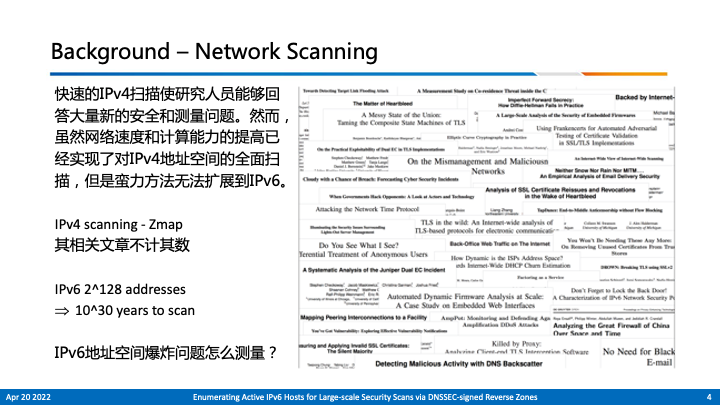 Background – Network Scanning
快速的IPv4扫描使研究人员能够回
答大量新的安全和测量问题。然而，
虽然网络速度和计算能力的提高已
经实现了对IPv4地址空间的全面扫
描，但是蛮力方法无法扩展到IPv6。
IPv4 scanning - Zmap
其相关文章不计其数
IPv6 2^128 addresses
⇒ 10^30 years to scan
IPv6地址空间爆炸问题怎么测量？
Towards Detecting Target Link Flooding Attack
A Measurement Study on Co-residence Threat inside the C
The Matter of Heartbleed
Imperfect Forward Secrecy:
How Diffie-Hellman Fails in Practice
Backed by Internet-
A Messy State of the Union:
Taming the Composite State Machines of TLS
A Large-Scale Analysis of the Security of Embedded Firmwares
Using Frankencerts for Automated Adversarial
Testing of Certificate Validation
in SSL/TLS Implementations
Elliptic Curve Cryptography in Practice
On the Practical Exploitability of Dual EC in TLS Implementations
On the Mismanagement and Maliciousn
Networks
An Internet-Wide View of Internet-Wide Scanning
Neither Snow Nor Rain Nor MITM…
An Empirical Analysis of Email Delivery Security
Cloudy with a Chance of Breach: Forecasting Cyber Security Incidents
Analysis of SSL Certificate Reissues and Revocations
in the Wake of Heartbleed
When Governments Hack Opponents: A Look at Actors and Technology
Attacking the Network Time Protocol
TapDance: End-to-Middle Anticensorship without Flow Blocking
TLS in the wild: An Internet-wide analysis of
TLS-based protocols for electronic communicat
Illuminating the Security Issues Surrounding
Lights-Out Server Management
Do You See What I See?
ferential Treatment of Anonymous Users
Back-Office Web Traffic on The Internet
You Won't Be Needing These Any More:
On Removing Unused Certificates From Trus
Stores
How Dynamic is the ISPs Address Space?
rds Internet-Wide DHCP Churn Estimation
A Systematic Analysis of the Juniper Dual EC Incident
DROWN: Breaking TLS using SSLv2
Factoring as a Service
Don't Forget to Lock the Back Door!
A Characterization of IPv6 Network Security P
Automated Dynamic Firmware Analysis at Scale:
A Case Study on Embedded Web Interfaces
Mapping Peering Interconnections to a Facility
AmpPot: Monitoring and Defending Aga
Amplification DDoS Attacks
Analyzing the Great Firewall of China
Over Space and Time
You've Got Vulnerability: Exploring Effective Vulnerability Notifications
suring and Applying Invalid SSL Certificates:
The Silent Majority
Killed by Proxy:
Analyzing Client-end TLS Interception Software
No Need for Black
E-mail
Detecting Malicious Activity with DNS Backscatter
Apr 20 2022
Enumerating Active IPv6 Hosts for Large-scale Security Scans via DNSSEC-signed Reverse Zones
4